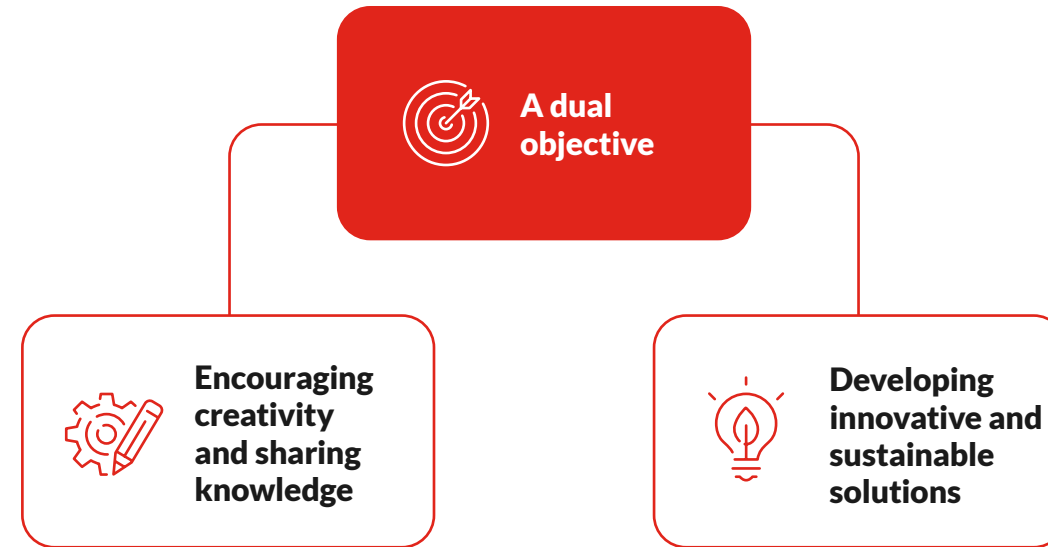 A dual
objective
Encouraging
creativity
and sharing
knowledge
Developing
innovative and
sustainable
solutions